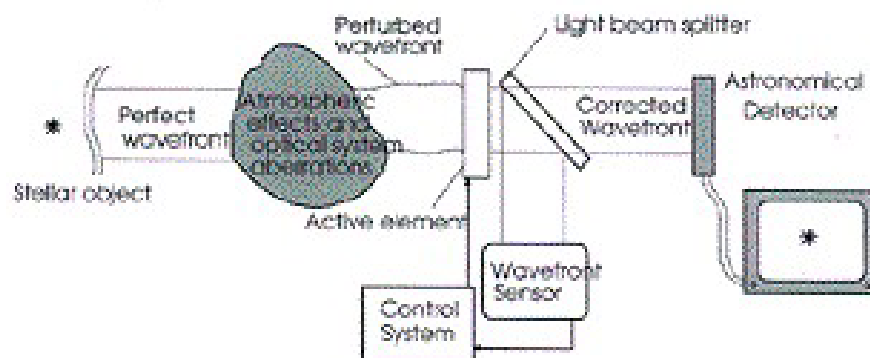 Perturbed
wavefront
Light beam splitter
Astronomical
Detector
Perfect
wavefront
Atmospheric
effects and
optical system
aberrations
Corrected
Wavefront
Stellar object
Active element
Wavefront
Sensor
Control
System